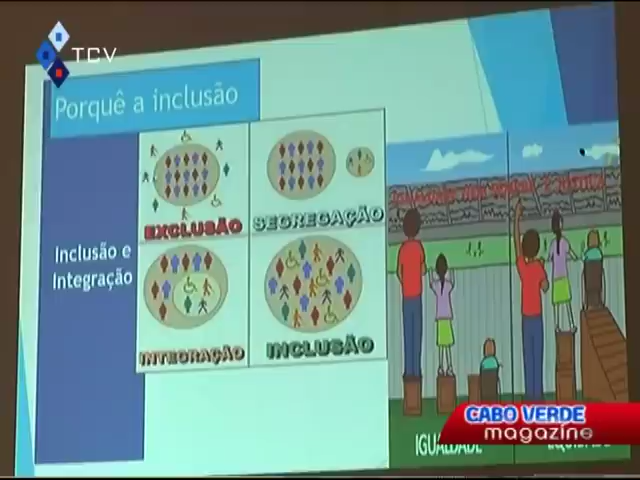 TCV
Porquê a inclusão
Inclusão e
Integração
EXCLUSÃO
SEGREGAÇÃO
INTEGRAÇÃO
INCLUSÃO
IGUALDADE
CABO VERDE
magazine